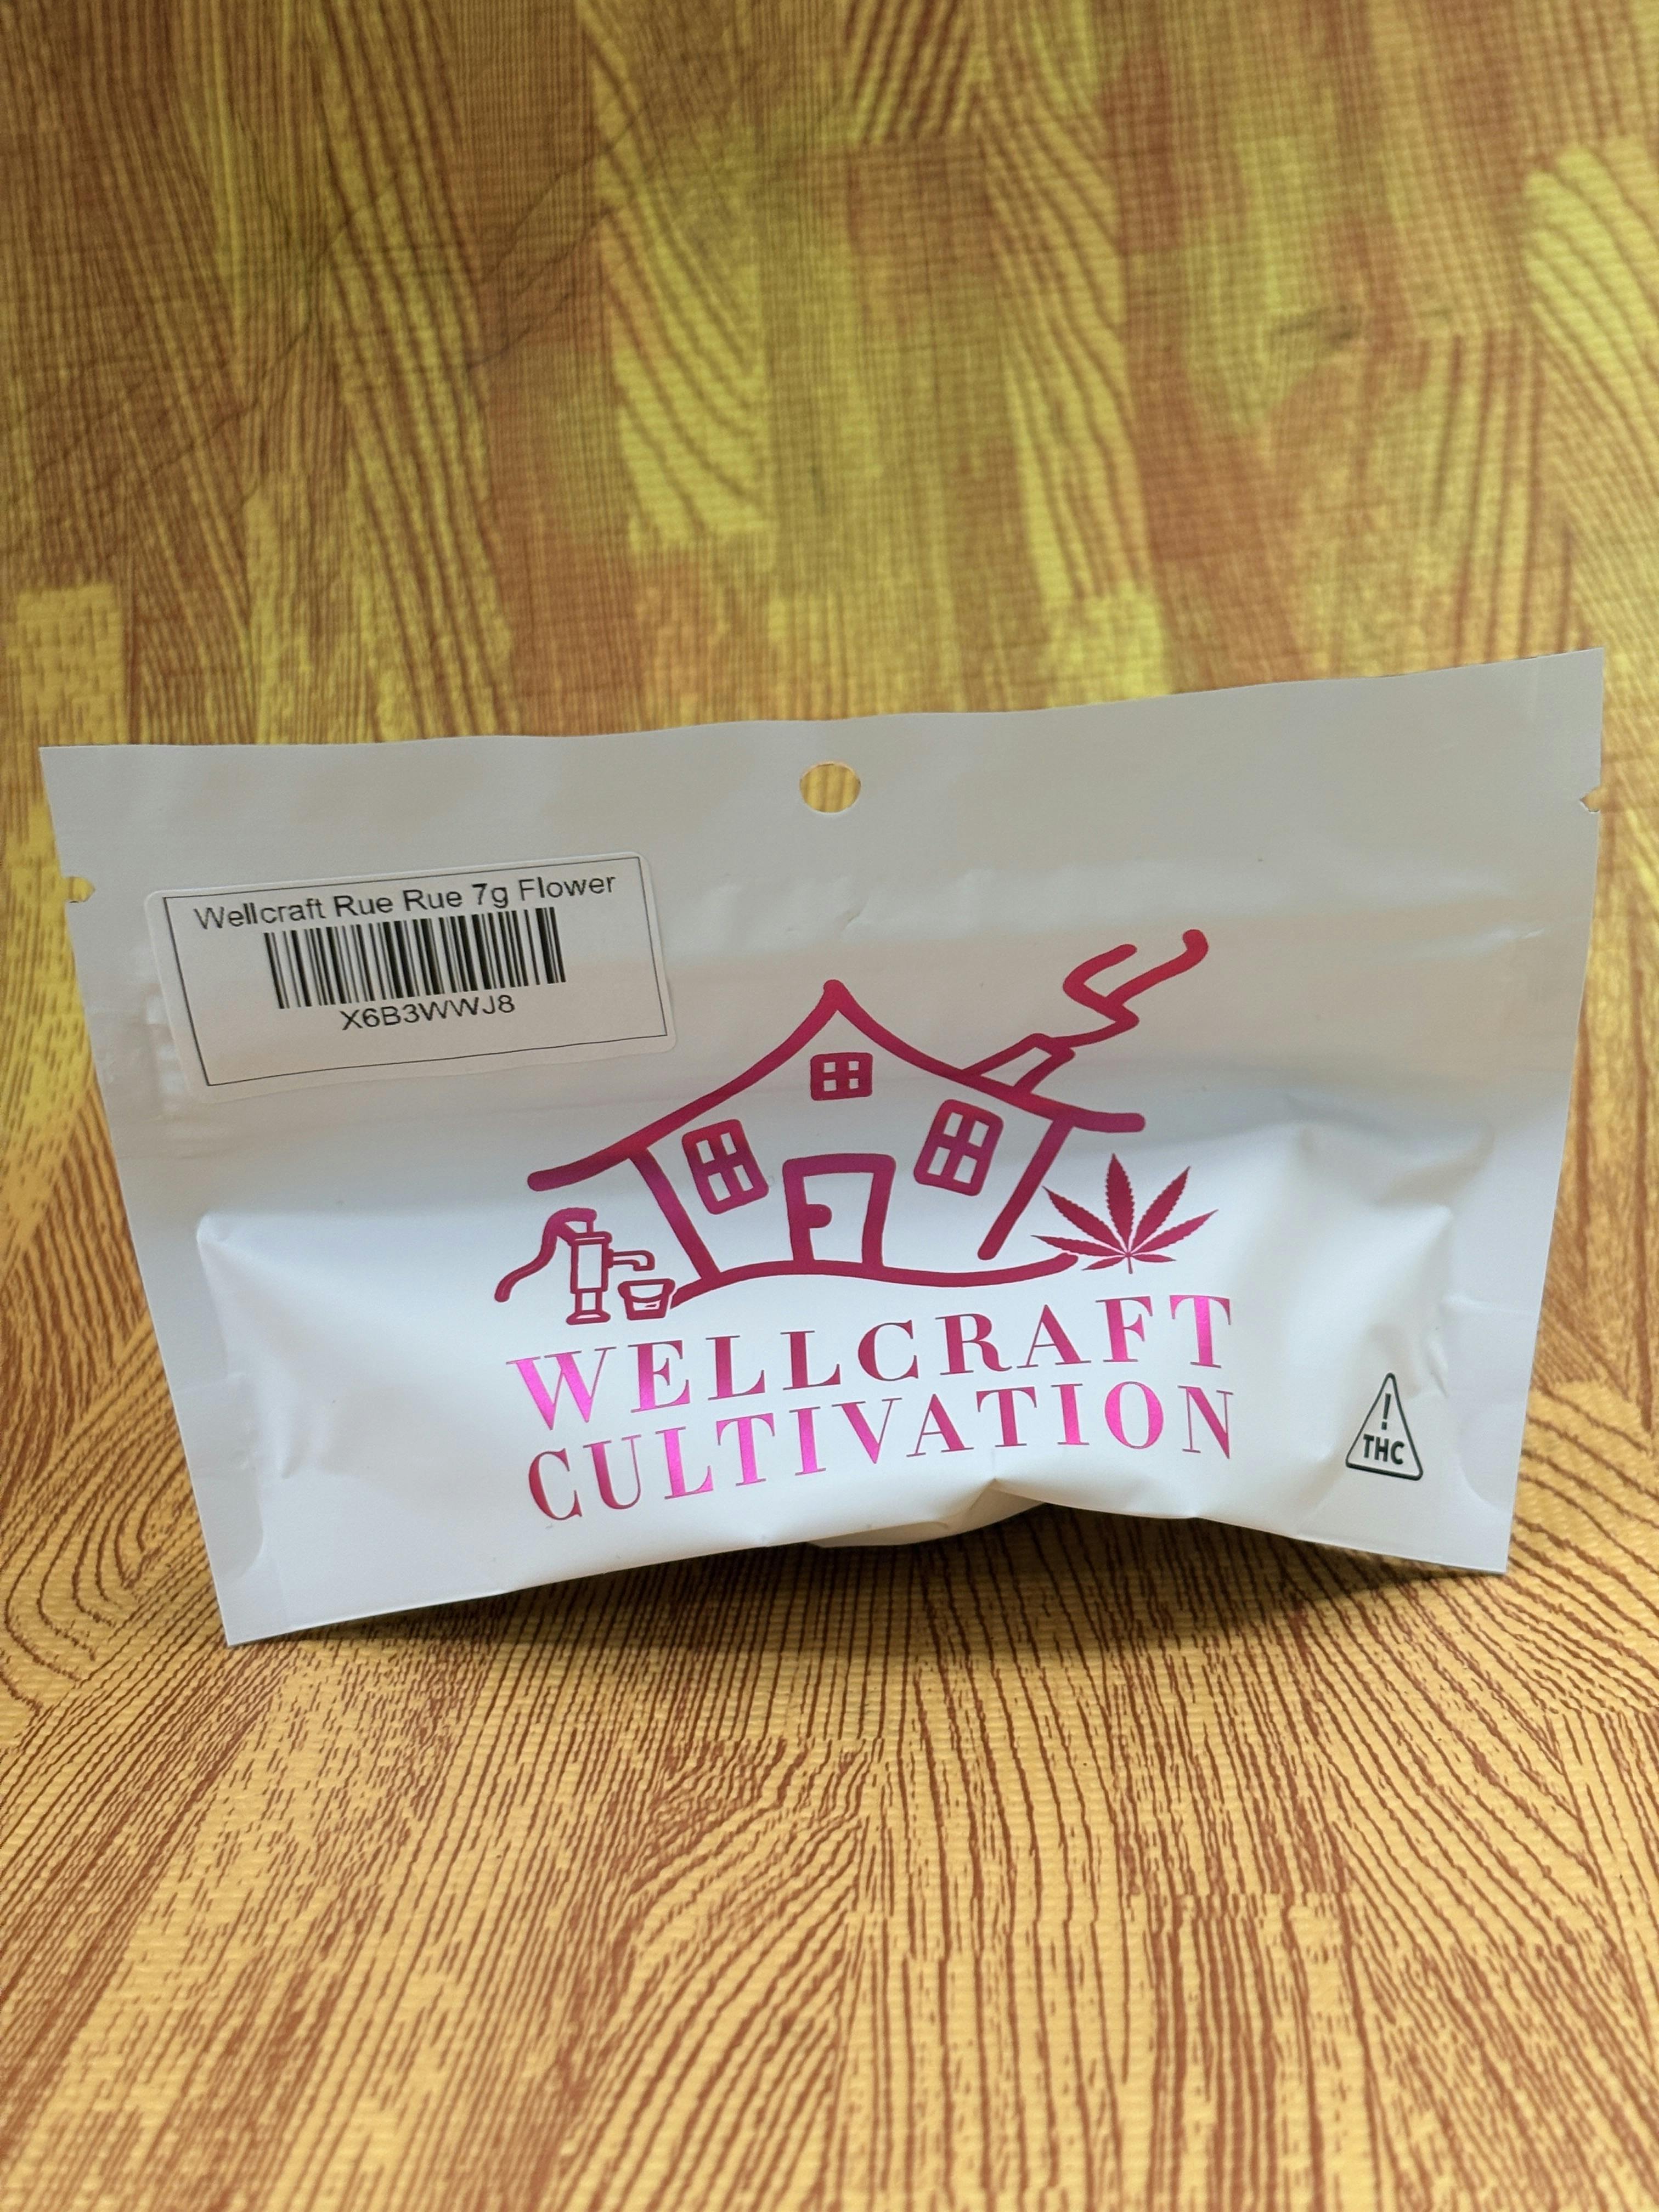 Wellcraft Rue Rue 7g Flower
X6B3WWJ8
WELLCRAFT
CULTIVATION
!
THC